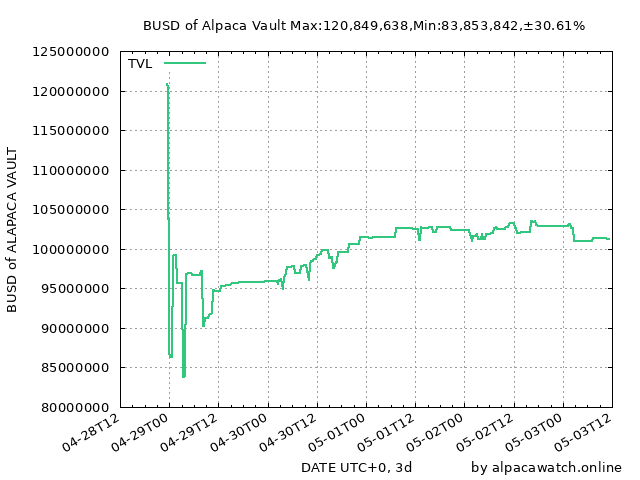 BUSD of Alpaca Vault Max:120,849,638,Min:83,853,842,±30.61%
TVL
BUSD of ALAPACA VAULT
125000000
120000000
115000000
110000000
105000000
100000000
95000000
90000000
85000000
80000000
04-28T12
04-29T00
04-29T12
04-30T00
04-30T12
05-01T00
05-01T12
05-02T00
05-02T12
05-03T00
05-03T12
DATE UTC+0, 3d
by alpacawatch.online